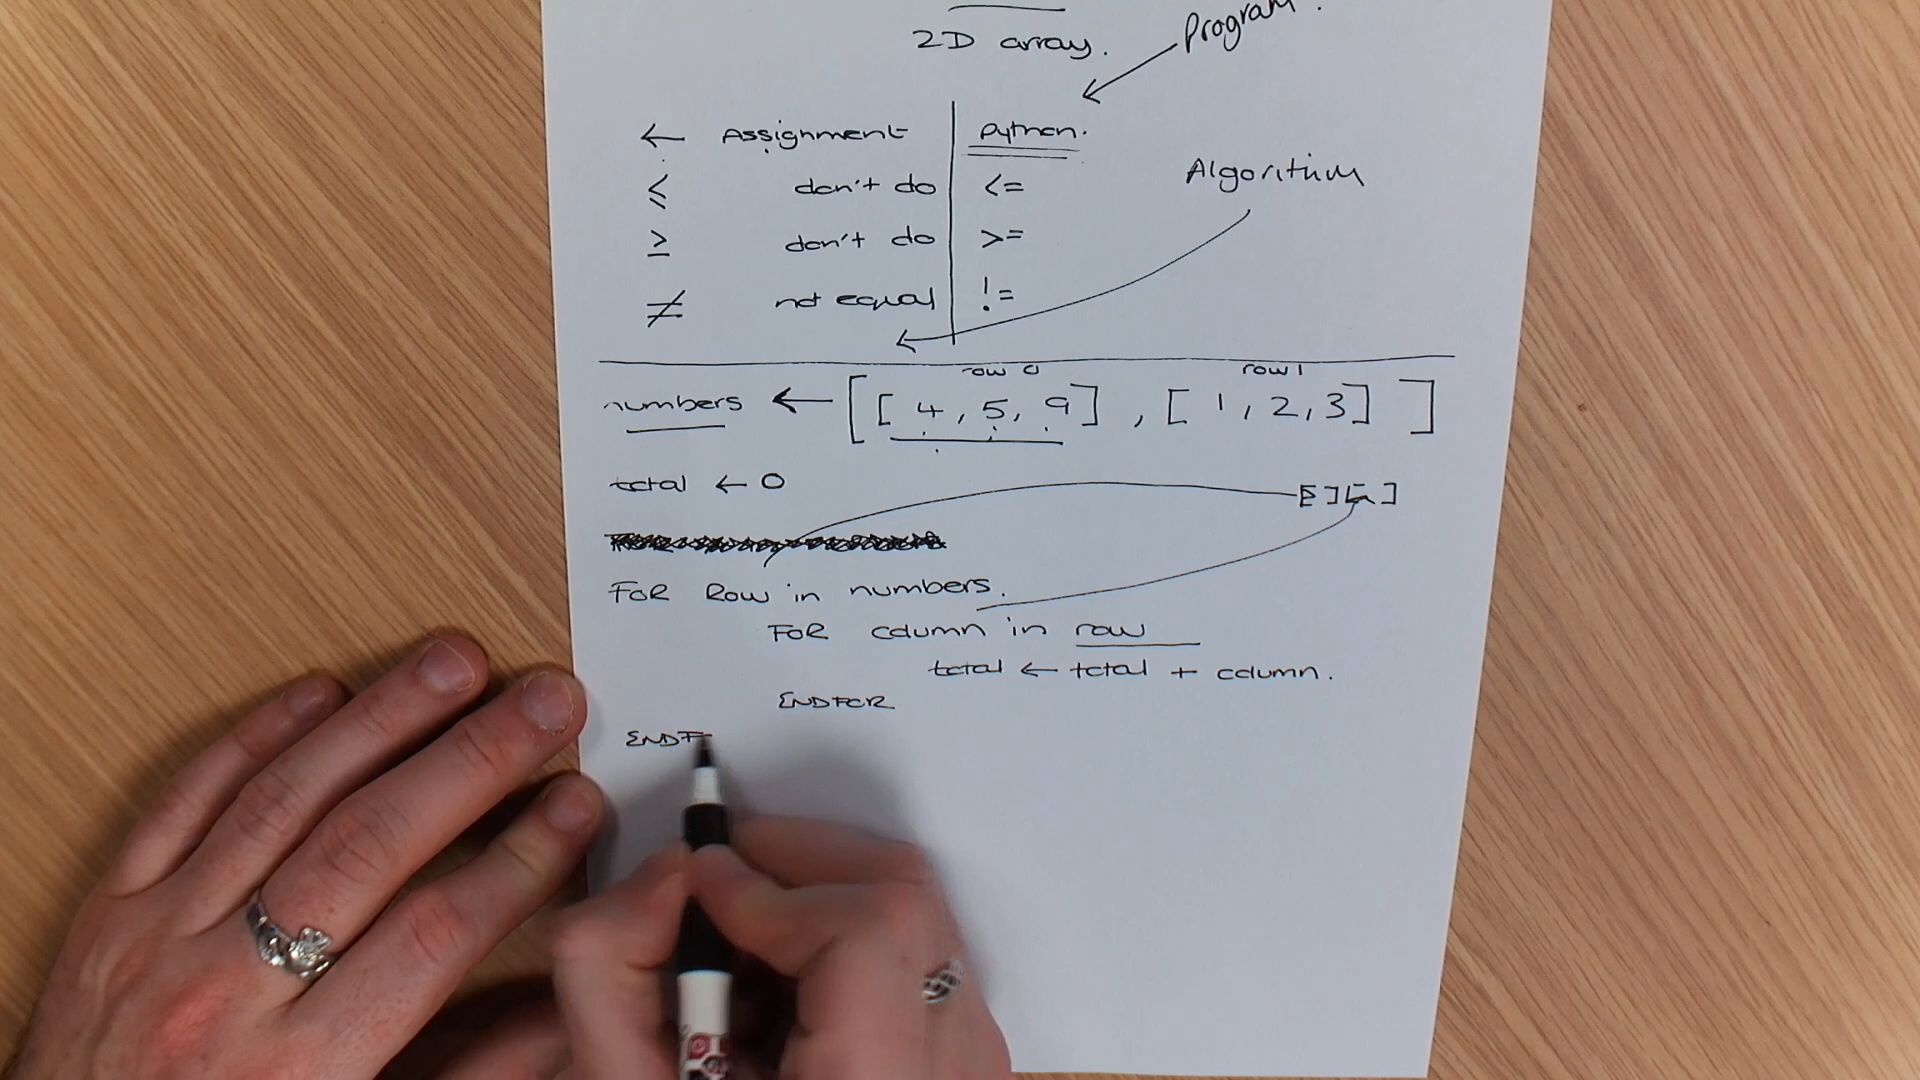 Program.
2D array.
← Assignment Python.
≤ don't do <=
≥ don't do >=
≠ not equal !=
Algorithm
row 0 row 1
numbers ← [[4, 5, 9], [1, 2, 3]]
total ← 0
[ ][ ]
FOR Row in numbers.
FOR column in row
total ← total + column.
ENDFOR
ENDF